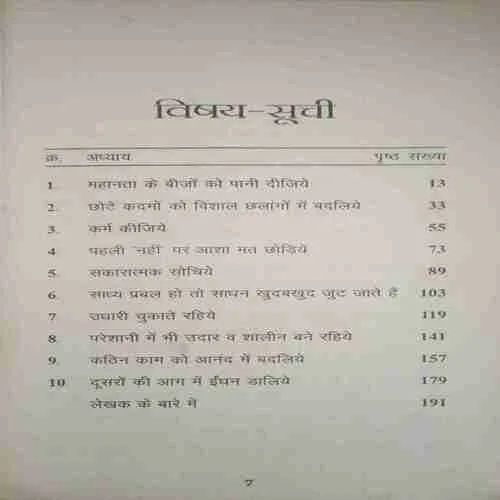 विषय-सूची
क्र. अध्याय पृष्ठ संख्या
1. महानता के बीजों को पानी दीजिये 13
2. छोटे कदमों को विशाल छलांगों में बदलिये 33
3. कर्म कीजिये 55
4. पहली 'नहीं' पर आशा मत छोड़िये 73
5. सकारात्मक सोचिये 89
6. साध्य प्रबल हो तो साधन खुदबखुद जुट जाते हैं 103
7 उधारी चुकाते रहिये 119
8 परेशानी में भी उदार व शालीन बने रहिये 141
9. कठिन काम को आनंद में बदलिये 157
10. दूसरों की आग में ईंधन डालिये 179
लेखक के बारे में 191
7